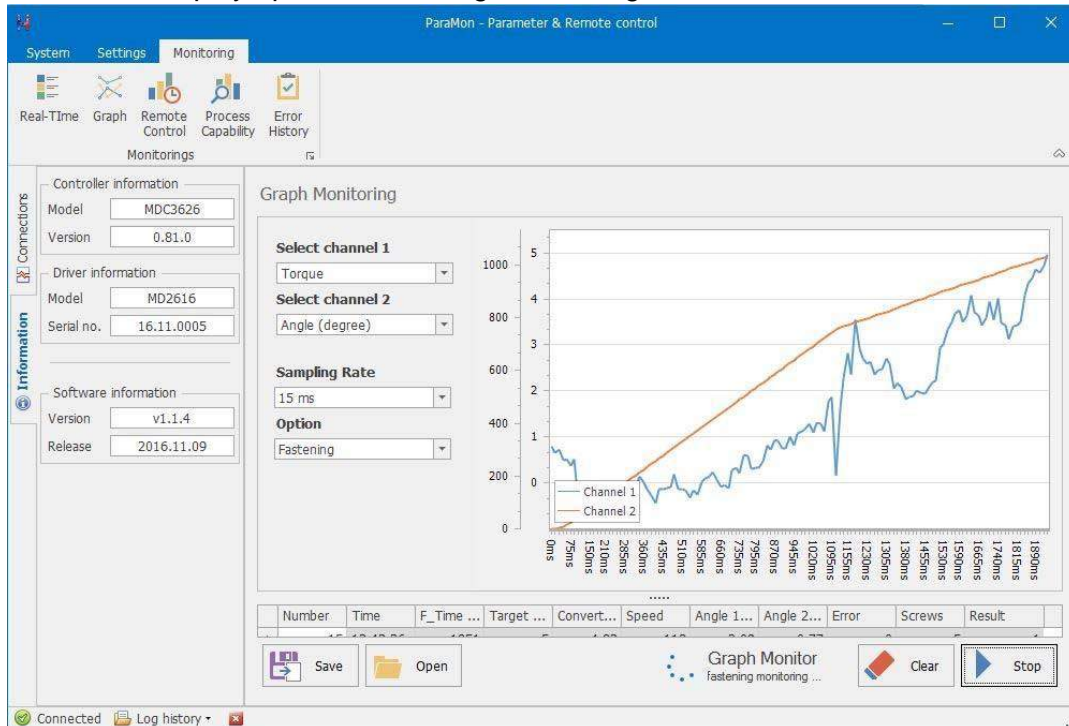 ParaMon - Parameter & Remote control
System Settings Monitoring
Real-TIme Graph Remote Control Process Capability Error History
Monitorings
Connections
Information
Controller information
Model MDC3626
Version 0.81.0
Driver information
Model MD2616
Serial no. 16.11.0005
Software information
Version v1.1.4
Release 2016.11.09
Graph Monitoring
Select channel 1
Torque
Select channel 2
Angle (degree)
Sampling Rate
15 ms
Option
Fastening
1000
800
600
400
200
0
5
4
3
2
1
0
Channel 1
Channel 2
0ms 75ms 150ms 210ms 285ms 360ms 435ms 510ms 585ms 660ms 735ms 795ms 870ms 945ms 1020ms 1095ms 1155ms 1230ms 1305ms 1380ms 1455ms 1530ms 1590ms 1665ms 1740ms 1815ms 1890ms
Number Time F_Time ... Target ... Convert... Speed Angle 1... Angle 2... Error Screws Result
Save Open Graph Monitor Clear Stop
fastening monitoring ...
Connected Log history